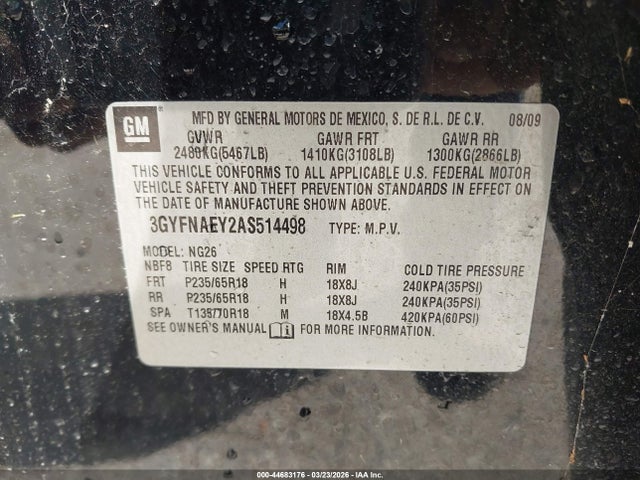 GM
MFD BY GENERAL MOTORS DE MEXICO, S. DE R.L. DE C.V. 08/09
GVWR GAWR FRT GAWR RR
2480KG(5467LB) 1410KG(3108LB) 1300KG(2866LB)
THIS VEHICLE CONFORMS TO ALL APPLICABLE U.S. FEDERAL MOTOR
VEHICLE SAFETY AND THEFT PREVENTION STANDARDS IN EFFECT ON
THE DATE OF MANUFACTURE SHOWN ABOVE.
3GYFNAEY2AS514498 TYPE: M.P.V.
MODEL: NG26
NBF8 TIRE SIZE SPEED RTG RIM COLD TIRE PRESSURE
FRT P235/65R18 H 18X8J 240KPA(35PSI)
RR P235/65R18 H 18X8J 240KPA(35PSI)
SPA T135/70R18 M 18X4.5B 420KPA(60PSI)
SEE OWNER'S MANUAL FOR MORE INFORMATION
000-44683176 | 03/23/2026 | IAA Inc.